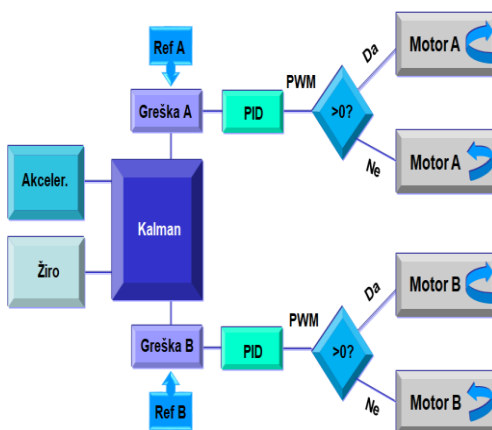 Ref A
Greška A
PID
PWM
>0?
Da
Motor A
Ne
Motor A
Akceler.
Kalman
Žiro
Greška B
PID
PWM
>0?
Da
Motor B
Ne
Motor B
Ref B